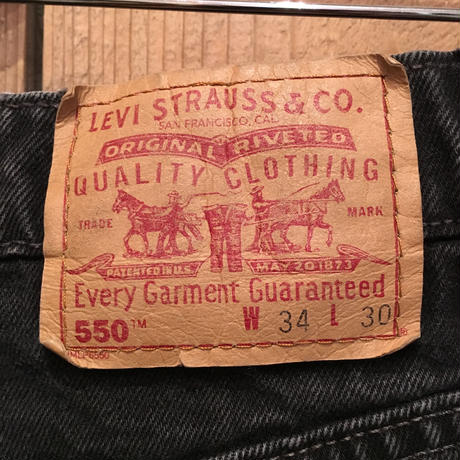 LEVI STRAUSS & CO.
SAN FRANCISCO, CAL
ORIGINAL RIVETED
QUALITY CLOTHING
TRADE MARK
PATENTED IN U.S. MAY 20 1873
Every Garment Guaranteed
550™ W 34 L 30